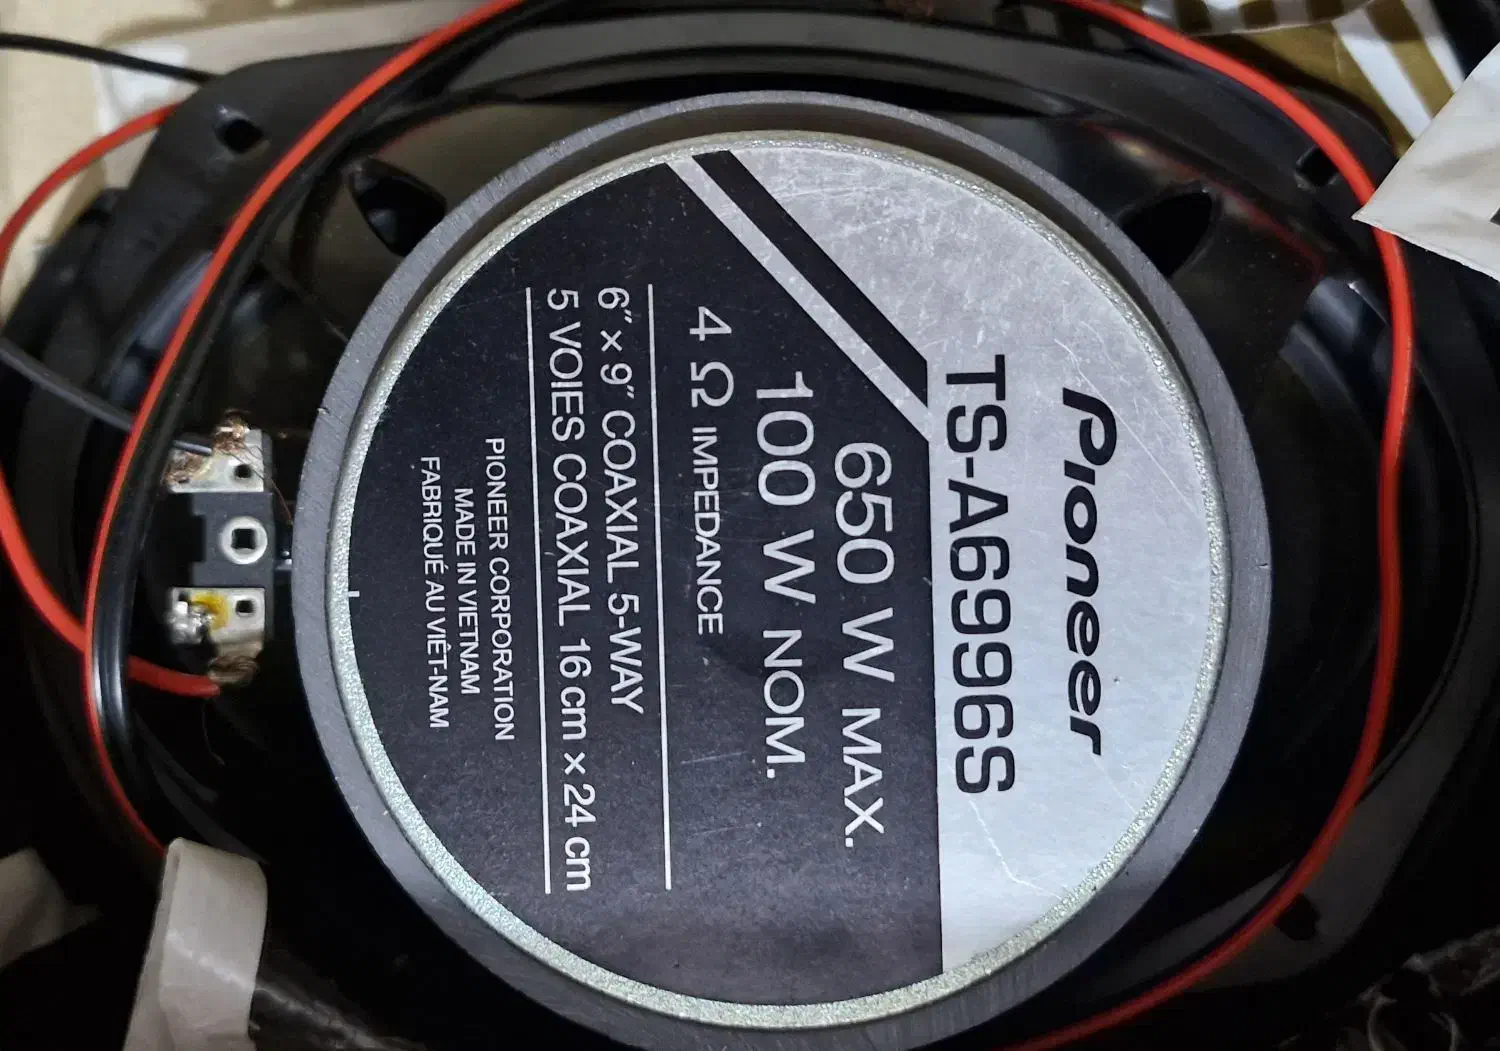 Pioneer
TS-A6996S
650 W MAX.
100 W NOM.
4 Ω IMPEDANCE
6″ × 9″ COAXIAL 5-WAY
5 VOIES COAXIAL 16 cm × 24 cm
PIONEER CORPORATION
MADE IN VIETNAM
FABRIQUÉ AU VIÊT-NAM